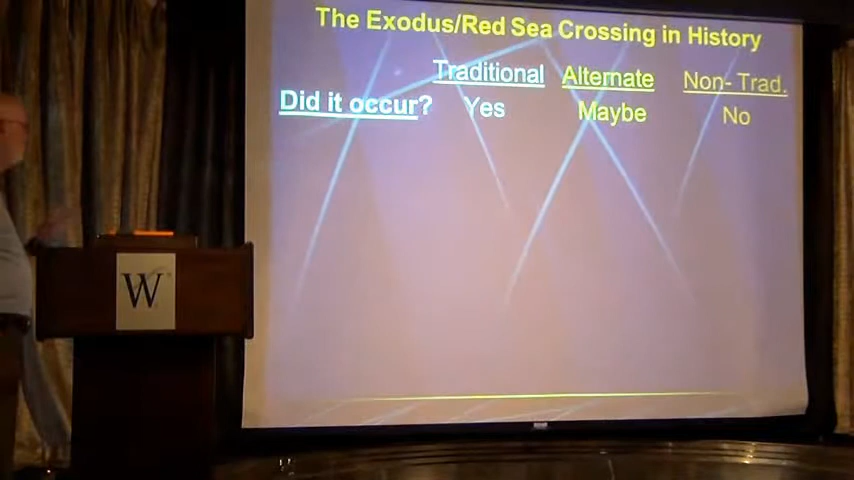 The Exodus/Red Sea Crossing in History
Traditional Alternate Non- Trad.
Did it occur? Yes Maybe No
W